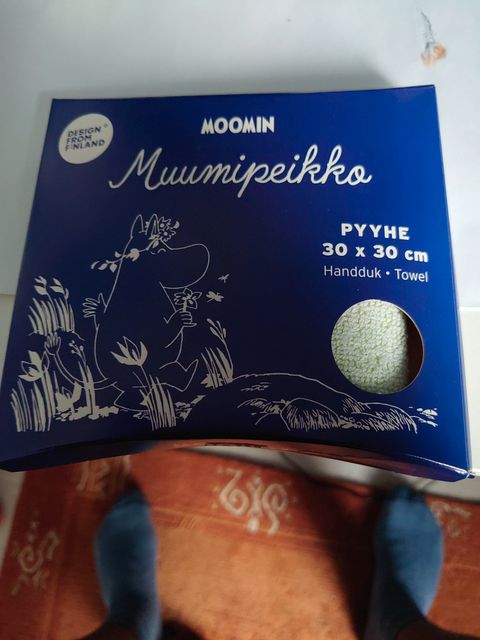 DESIGN
FROM
FINLAND
MOOMIN
Muumipeikko
PYYHE
30 x 30 cm
Handduk • Towel